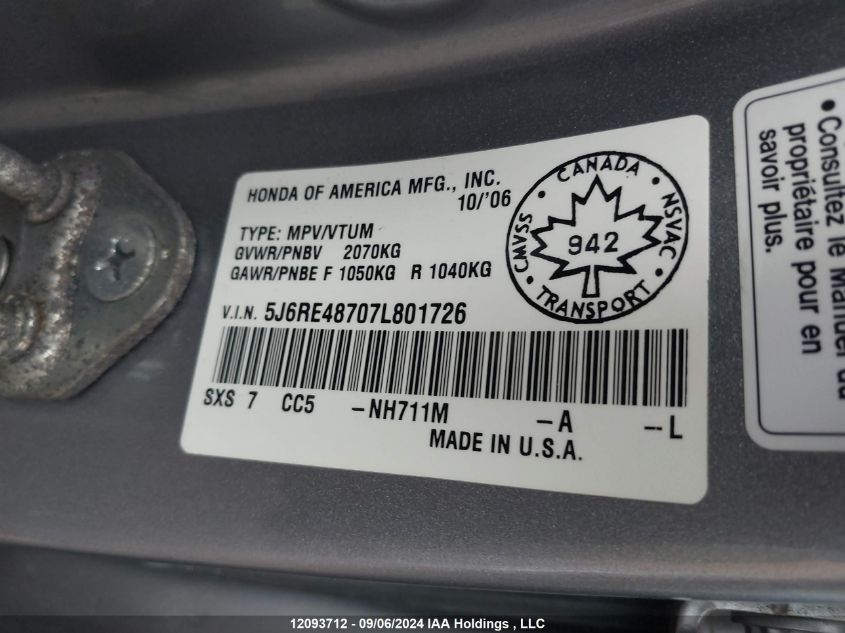 HONDA OF AMERICA MFG., INC.
10/'06
TYPE: MPV/VTUM
GVWR/PNBV 2070KG
GAWR/PNBE F 1050KG R 1040KG
V.I.N. 5J6RE48707L801726
SXS 7 CC5 -NH711M -A --L
MADE IN U.S.A.
CANADA
CMVSS • NSVAC
942
TRANSPORT
• Consultez le Manuel du
propriétaire pour en
savoir plus.
12093712 - 09/06/2024 IAA Holdings , LLC